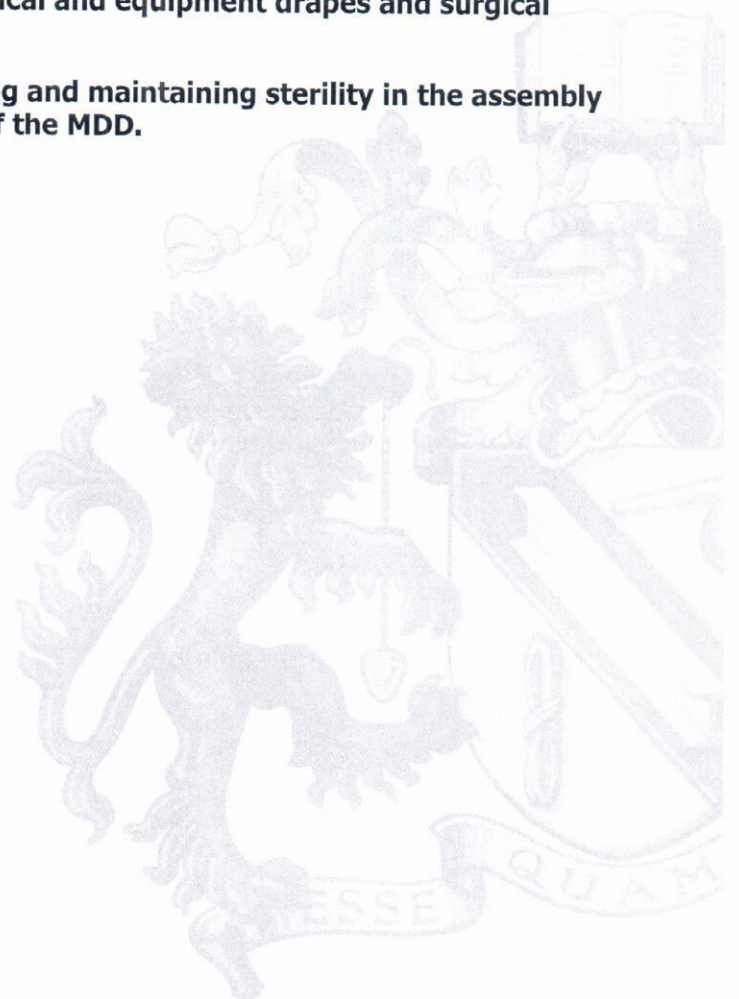 ical and equipment drapes and surgical
g and maintaining sterility in the assembly
f the MDD.
ESSE
QUAM